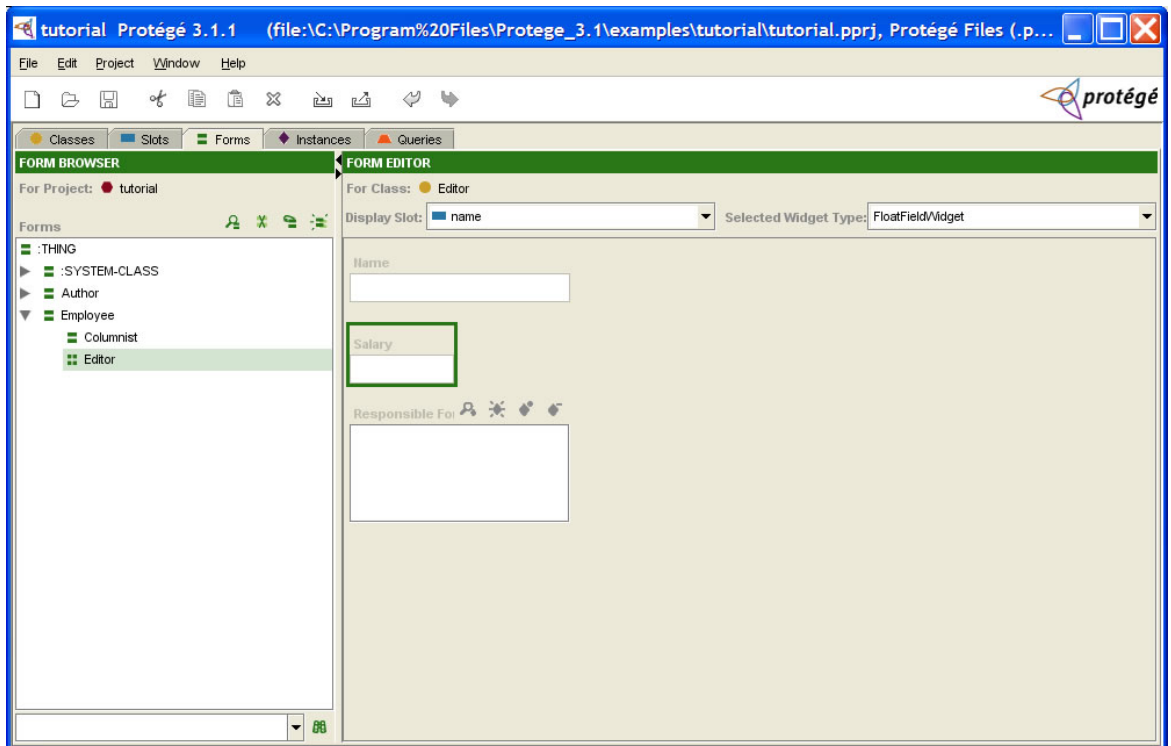 tutorial Protégé 3.1.1 (file:\C:\Program%20Files\Protege_3.1\examples\tutorial\tutorial.pprj, Protégé Files (.p...
File Edit Project Window Help
protégé
Classes Slots Forms Instances Queries
FORM BROWSER
For Project: tutorial
Forms
:THING
:SYSTEM-CLASS
Author
Employee
Columnist
Editor
FORM EDITOR
For Class: Editor
Display Slot: name Selected Widget Type: FloatFieldWidget
Name
Salary
Responsible For